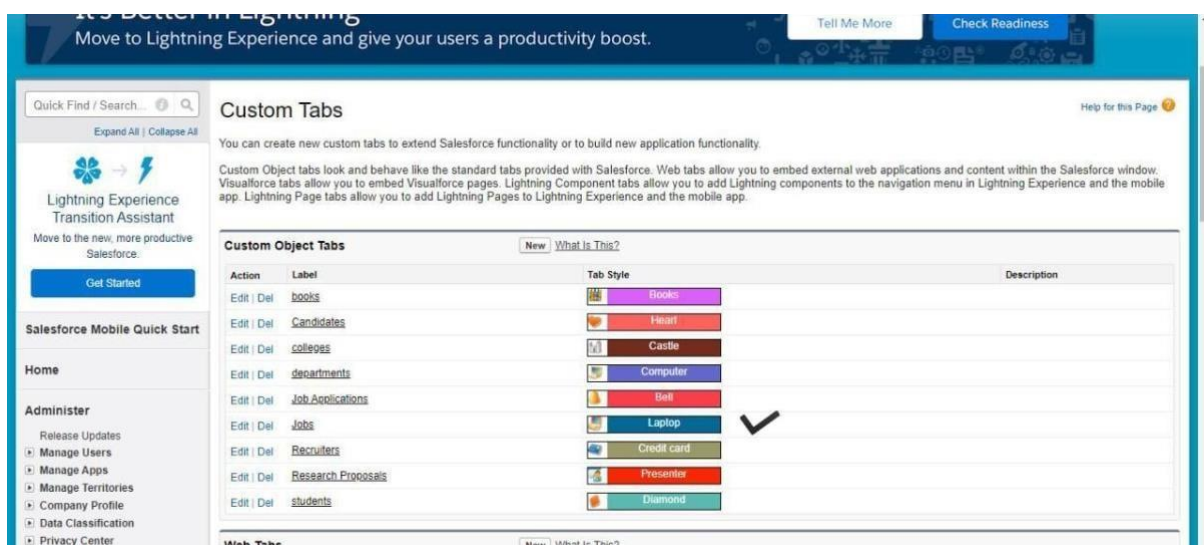 It's Better in Lightning
Move to Lightning Experience and give your users a productivity boost.
Tell Me More
Check Readiness
Quick Find / Search...
Expand All | Collapse All
Lightning Experience
Transition Assistant
Move to the new, more productive
Salesforce.
Get Started
Salesforce Mobile Quick Start
Home
Administer
Release Updates
Manage Users
Manage Apps
Manage Territories
Company Profile
Data Classification
Privacy Center
Custom Tabs
Help for this Page
You can create new custom tabs to extend Salesforce functionality or to build new application functionality.
Custom Object tabs look and behave like the standard tabs provided with Salesforce. Web tabs allow you to embed external web applications and content within the Salesforce window.
Visualforce tabs allow you to embed Visualforce pages. Lightning Component tabs allow you to add Lightning components to the navigation menu in Lightning Experience and the mobile
app. Lightning Page tabs allow you to add Lightning Pages to Lightning Experience and the mobile app.
Custom Object Tabs New What Is This?
Action Label Tab Style Description
Edit | Del books Books
Edit | Del Candidates Heart
Edit | Del colleges Castle
Edit | Del departments Computer
Edit | Del Job Applications Bell
Edit | Del Jobs Laptop
Edit | Del Recruiters Credit card
Edit | Del Research Proposals Presenter
Edit | Del students Diamond
Web Tabs New What Is This?